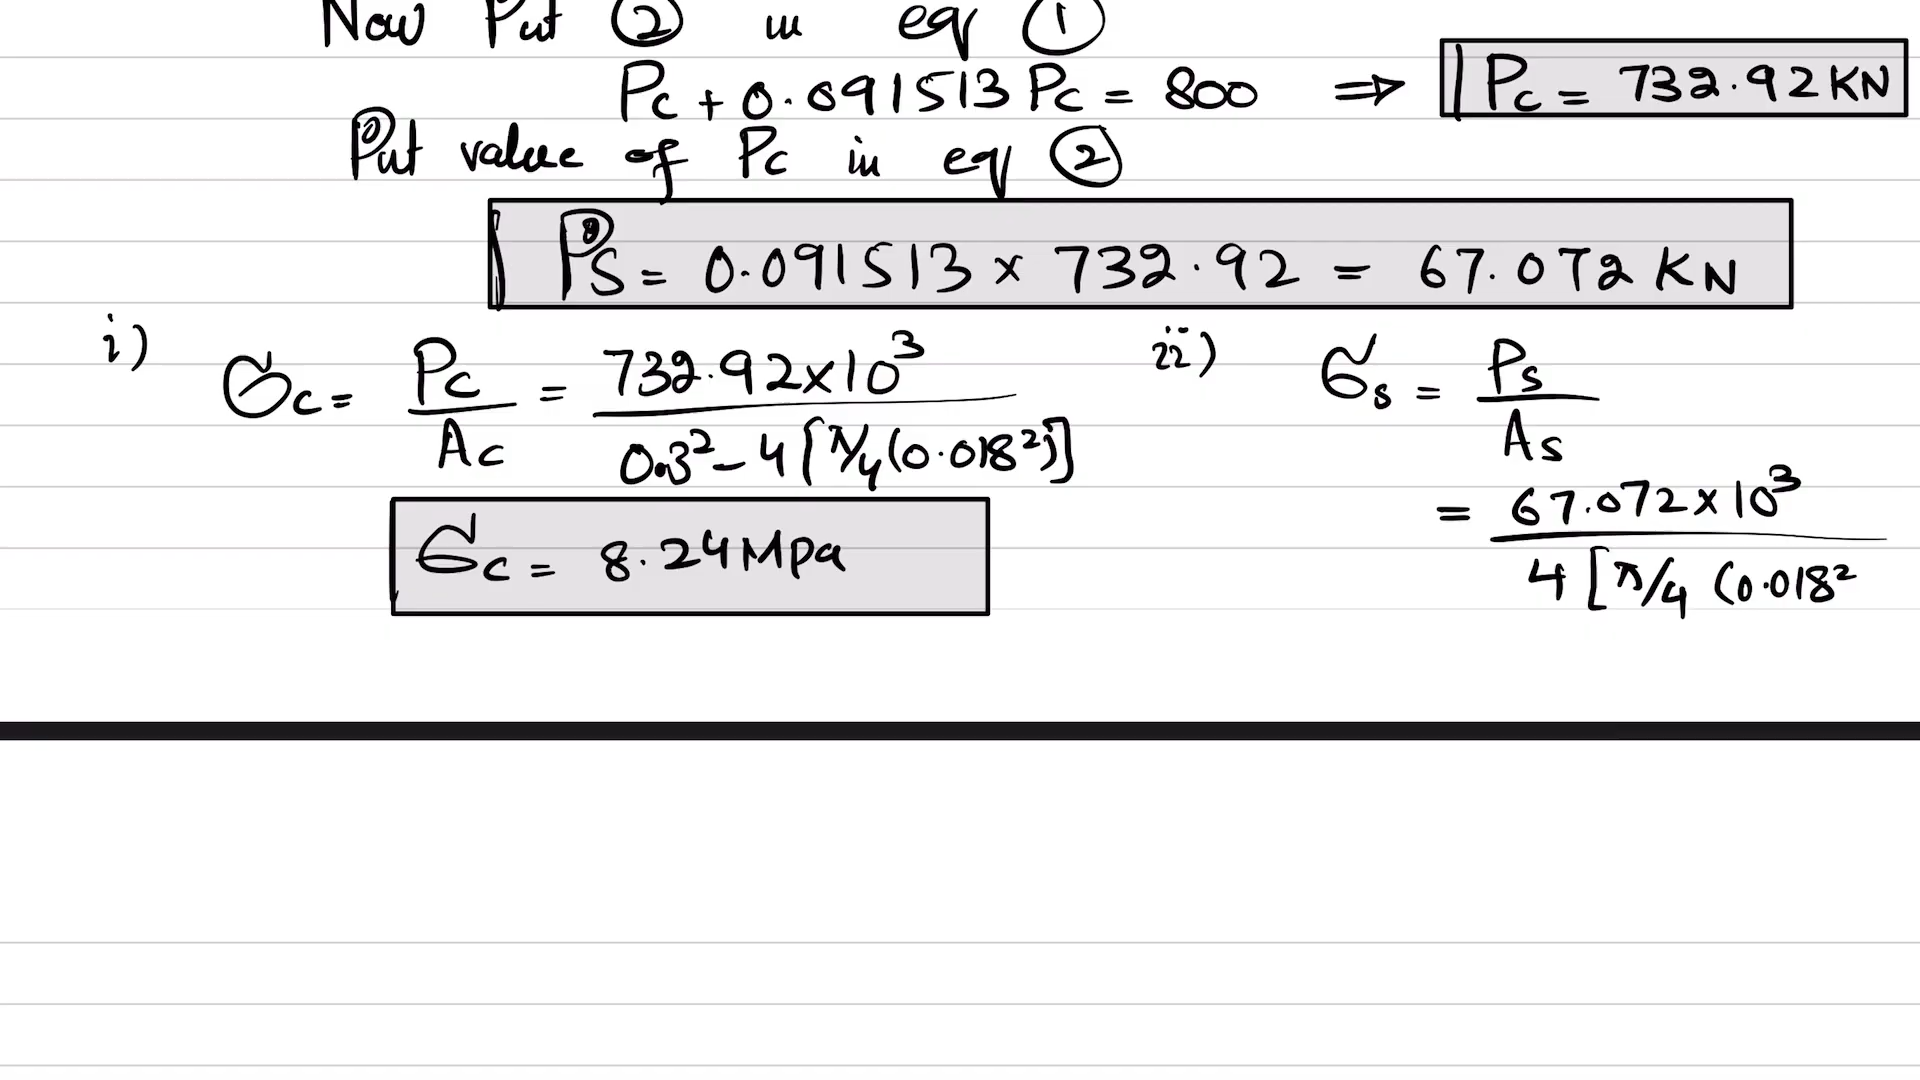 Now Put ② in eq ①
Pc + 0.091513 Pc = 800 ⇒ Pc = 732.92 KN
Put value of Pc in eq ②
Ps = 0.091513 × 732.92 = 67.072 KN
i) σc = Pc/Ac = 732.92×10³ / 0.3² - 4[π/4(0.018²)]
σc = 8.24 Mpa
ii) σs = Ps/As
= 67.072×10³ / 4[π/4 (0.018²